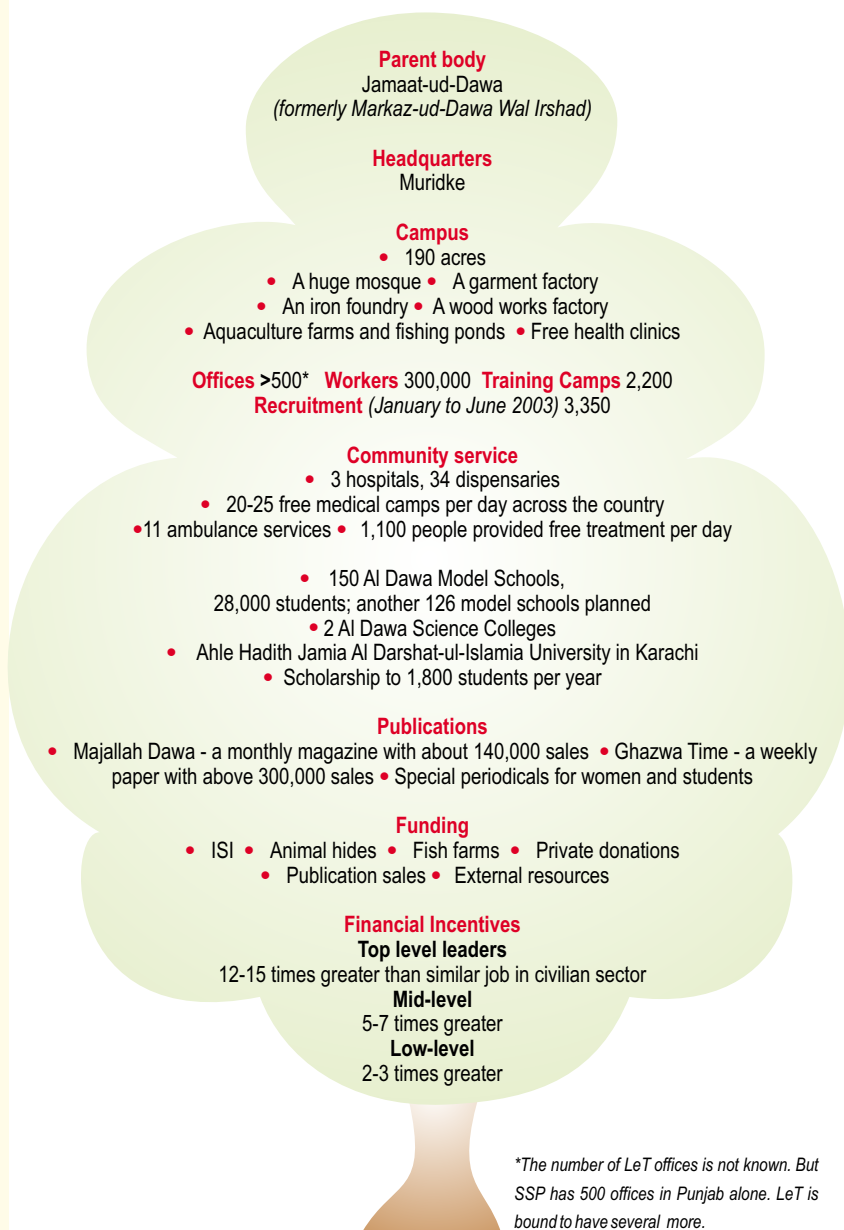 Parent body
Jamaat-ud-Dawa
(formerly Markaz-ud-Dawa Wal Irshad)
Headquarters
Muridke
Campus
• 190 acres
• A huge mosque • A garment factory
• An iron foundry • A wood works factory
• Aquaculture farms and fishing ponds • Free health clinics
Offices >500* Workers 300,000 Training Camps 2,200
Recruitment (January to June 2003) 3,350
Community service
• 3 hospitals, 34 dispensaries
• 20-25 free medical camps per day across the country
•11 ambulance services • 1,100 people provided free treatment per day
• 150 Al Dawa Model Schools,
28,000 students; another 126 model schools planned
• 2 Al Dawa Science Colleges
• Ahle Hadith Jamia Al Darshat-ul-Islamia University in Karachi
• Scholarship to 1,800 students per year
Publications
• Majallah Dawa - a monthly magazine with about 140,000 sales • Ghazwa Time - a weekly
paper with above 300,000 sales • Special periodicals for women and students
Funding
• ISI • Animal hides • Fish farms • Private donations
• Publication sales • External resources
Financial Incentives
Top level leaders
12-15 times greater than similar job in civilian sector
Mid-level
5-7 times greater
Low-level
2-3 times greater
*The number of LeT offices is not known. But
SSP has 500 offices in Punjab alone. LeT is
bound to have several more.